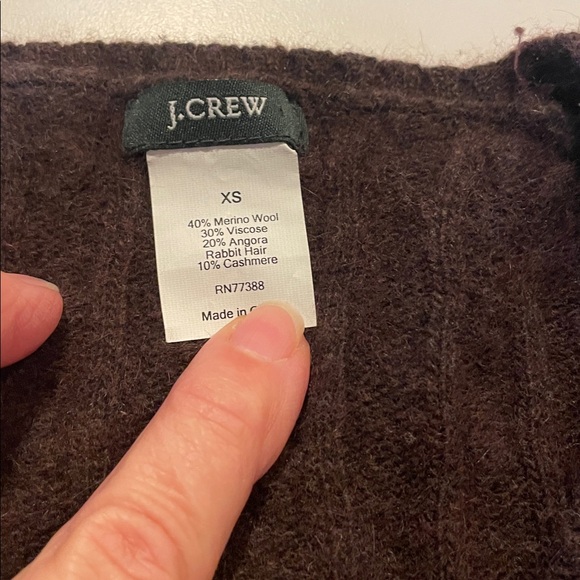 J.CREW
XS
40% Merino Wool
30% Viscose
20% Angora
Rabbit Hair
10% Cashmere
RN77388
Made in